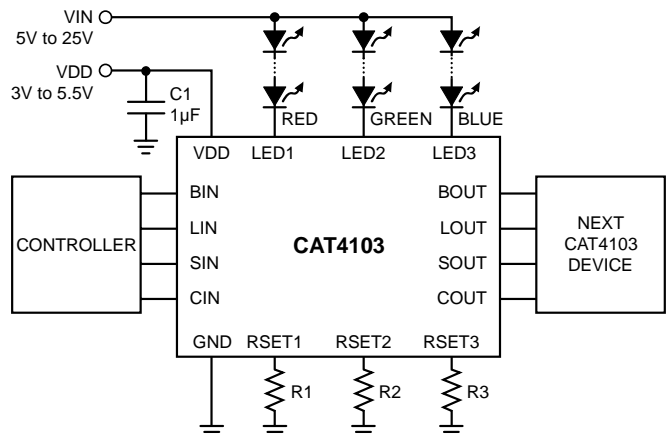 VIN
5V to 25V
VDD
3V to 5.5V
C1
1µF
RED
GREEN
BLUE
VDD
LED1
LED2
LED3
BIN
LIN
SIN
CIN
CONTROLLER
CAT4103
BOUT
LOUT
SOUT
COUT
NEXT
CAT4103
DEVICE
GND
RSET1
RSET2
RSET3
R1
R2
R3